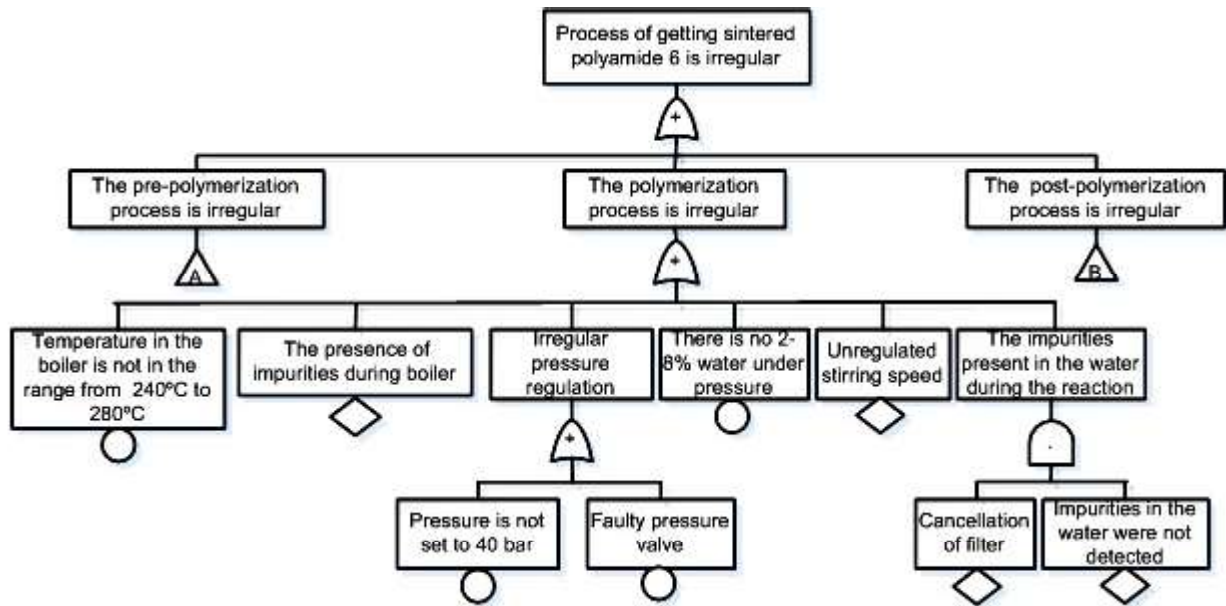 Process of getting sintered
polyamide 6 is irregular
+
The pre-polymerization
process is irregular
The polymerization
process is irregular
The post-polymerization
process is irregular
A
+
B
Temperature in the
boiler is not in the
range from 240ºC to
280ºC
The presence of
impurities during boiler
Irregular
pressure
regulation
There is no 2-
8% water under
pressure
Unregulated
stirring speed
The impurities
present in the water
during the reaction
+
.
Pressure is not
set to 40 bar
Faulty pressure
valve
Cancellation
of filter
Impurities in the
water were not
detected